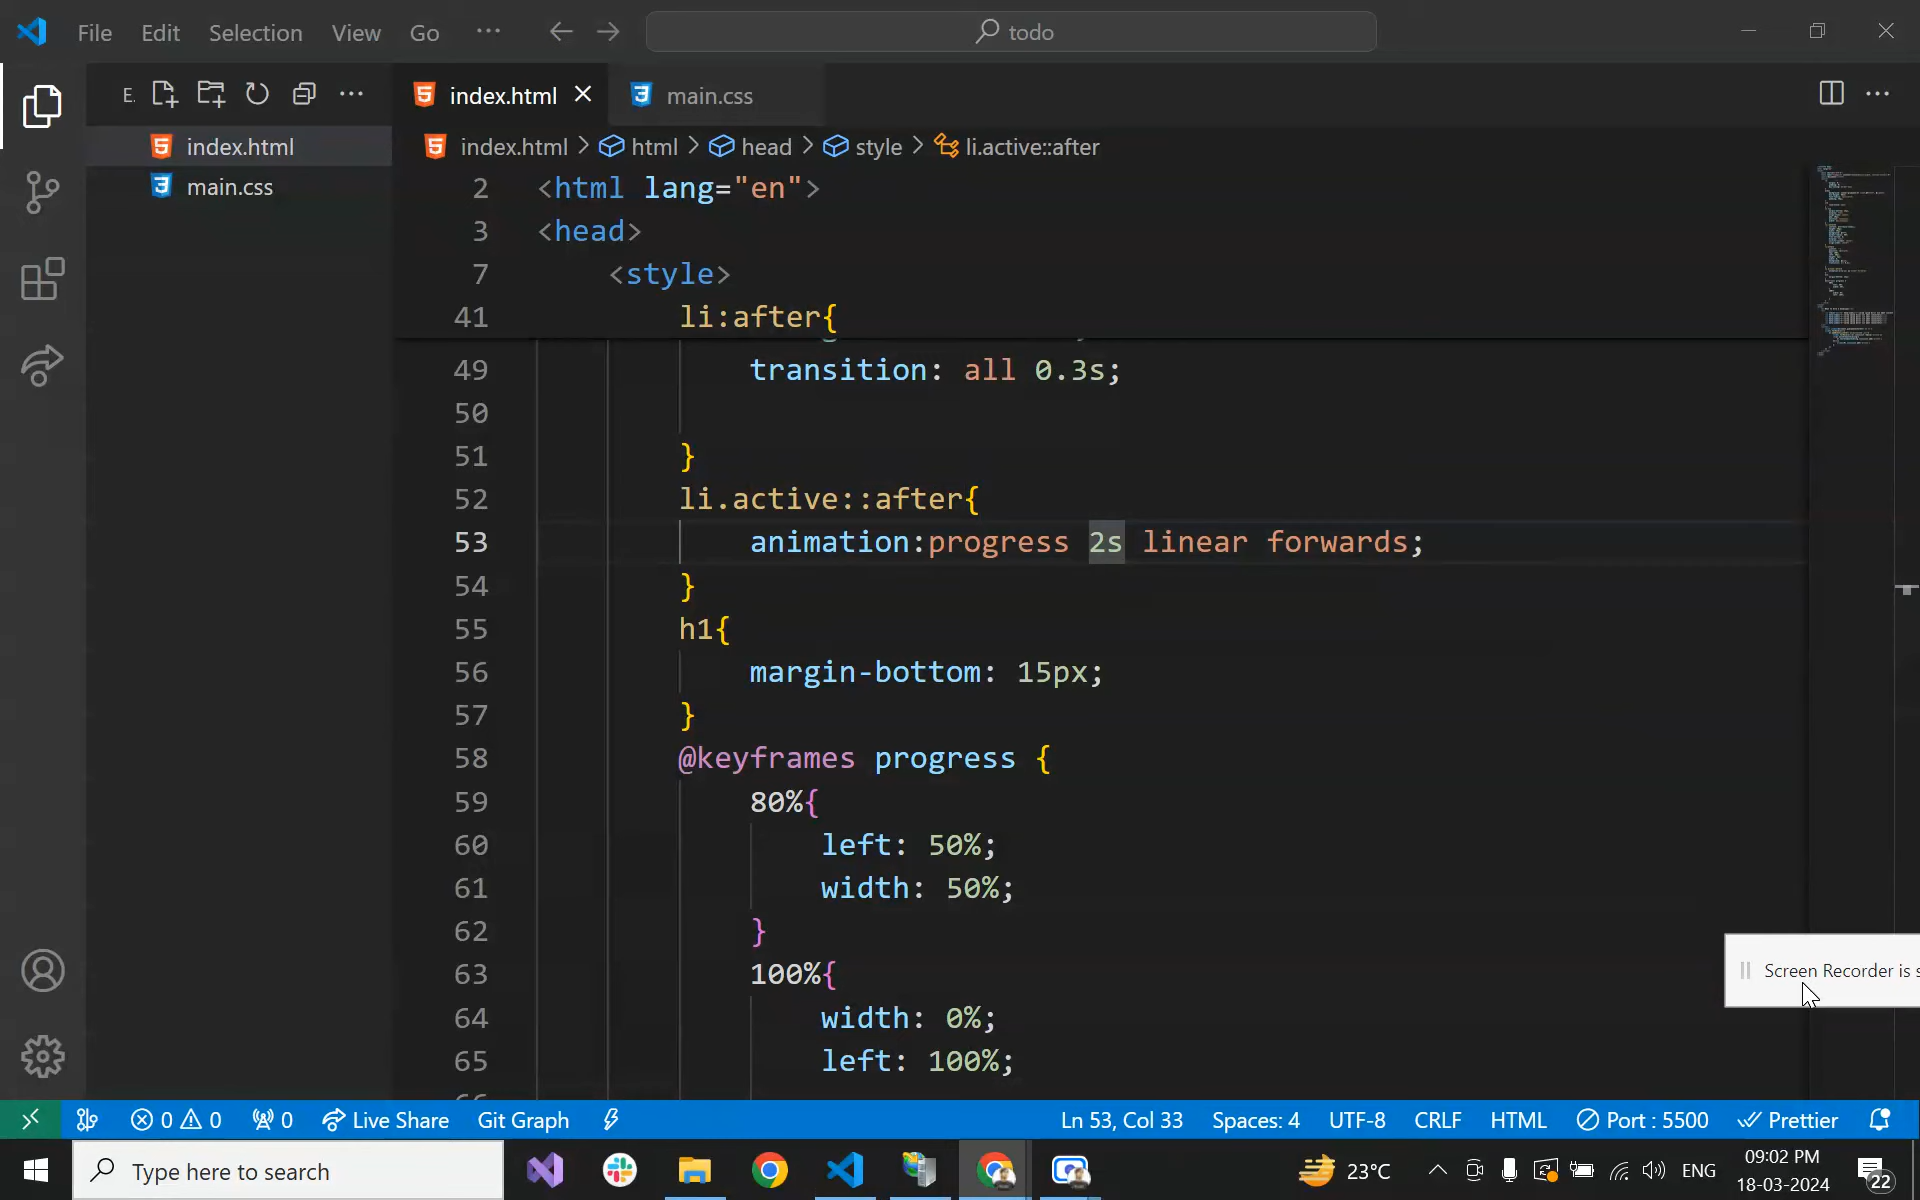 File Edit Selection View Go ··· todo
E.
index.html
main.css
index.html main.css
index.html > html > head > style > li.active::after
2 <html lang="en">
3 <head>
7 <style>
41 li:after{
49 transition: all 0.3s;
50
51 }
52 li.active::after{
53 animation:progress 2s linear forwards;
54 }
55 h1{
56 margin-bottom: 15px;
57 }
58 @keyframes progress {
59 80%{
60 left: 50%;
61 width: 50%;
62 }
63 100%{
64 width: 0%;
65 left: 100%;
Screen Recorder is s
0 0 0 Live Share Git Graph Ln 53, Col 33 Spaces: 4 UTF-8 CRLF HTML Port : 5500 Prettier
Type here to search 23°C ENG 09:02 PM
18-03-2024
22